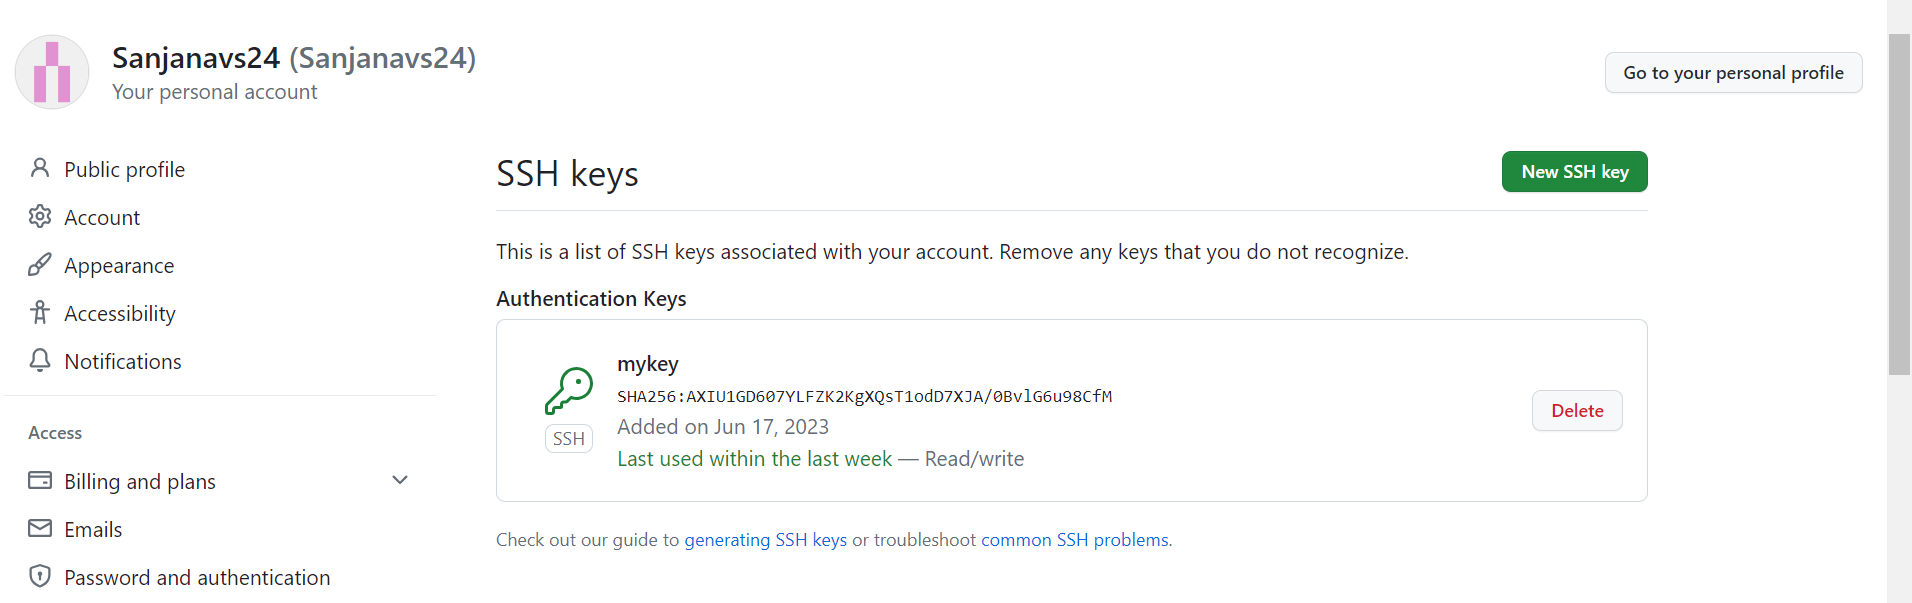 Sanjanavs24 (Sanjanavs24)
Your personal account
Go to your personal profile
Public profile
Account
Appearance
Accessibility
Notifications
Access
Billing and plans
Emails
Password and authentication
SSH keys
New SSH key
This is a list of SSH keys associated with your account. Remove any keys that you do not recognize.
Authentication Keys
mykey
SHA256:AXIU1GD607YLFZK2KgXQsT1odD7XJA/0BvlG6u98CfM
Added on Jun 17, 2023
Last used within the last week — Read/write
SSH
Delete
Check out our guide to generating SSH keys or troubleshoot common SSH problems.